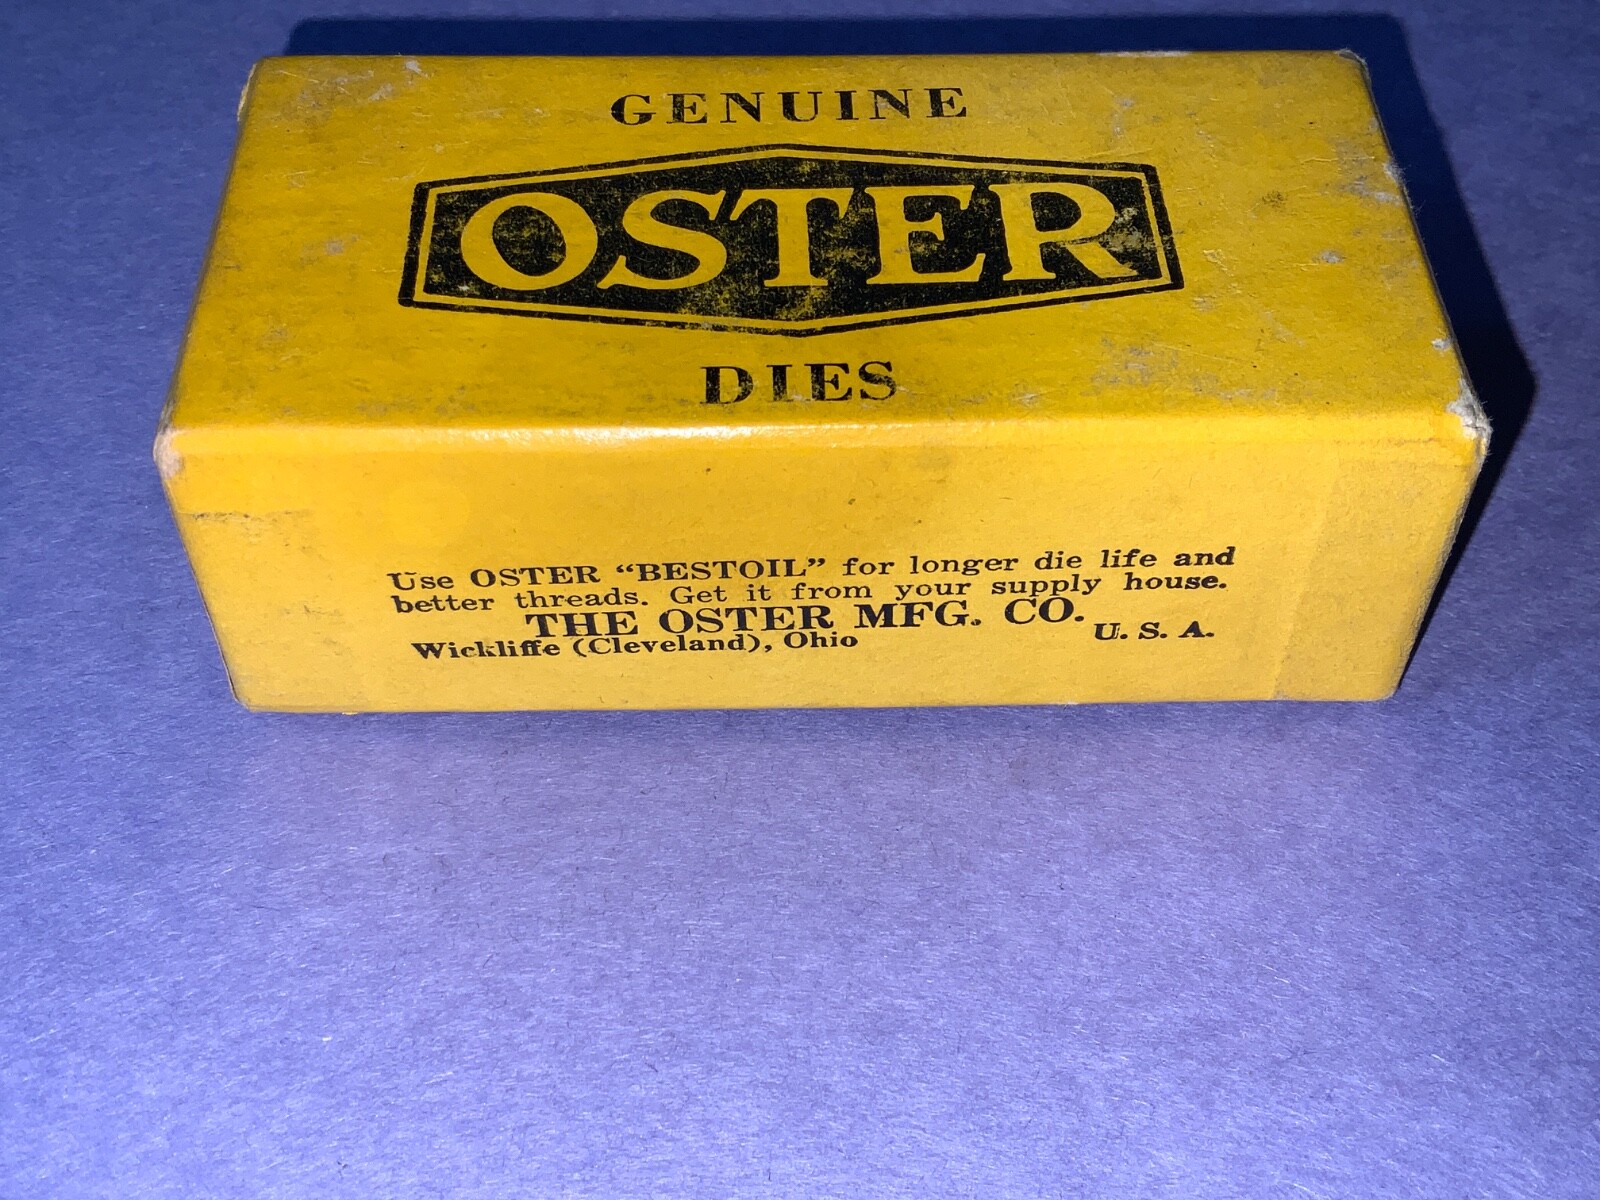 GENUINE
OSTER
DIES
Use OSTER “BESTOIL” for longer die life and
better threads. Get it from your supply house.
THE OSTER MFG. CO.
Wickliffe (Cleveland), Ohio U. S. A.